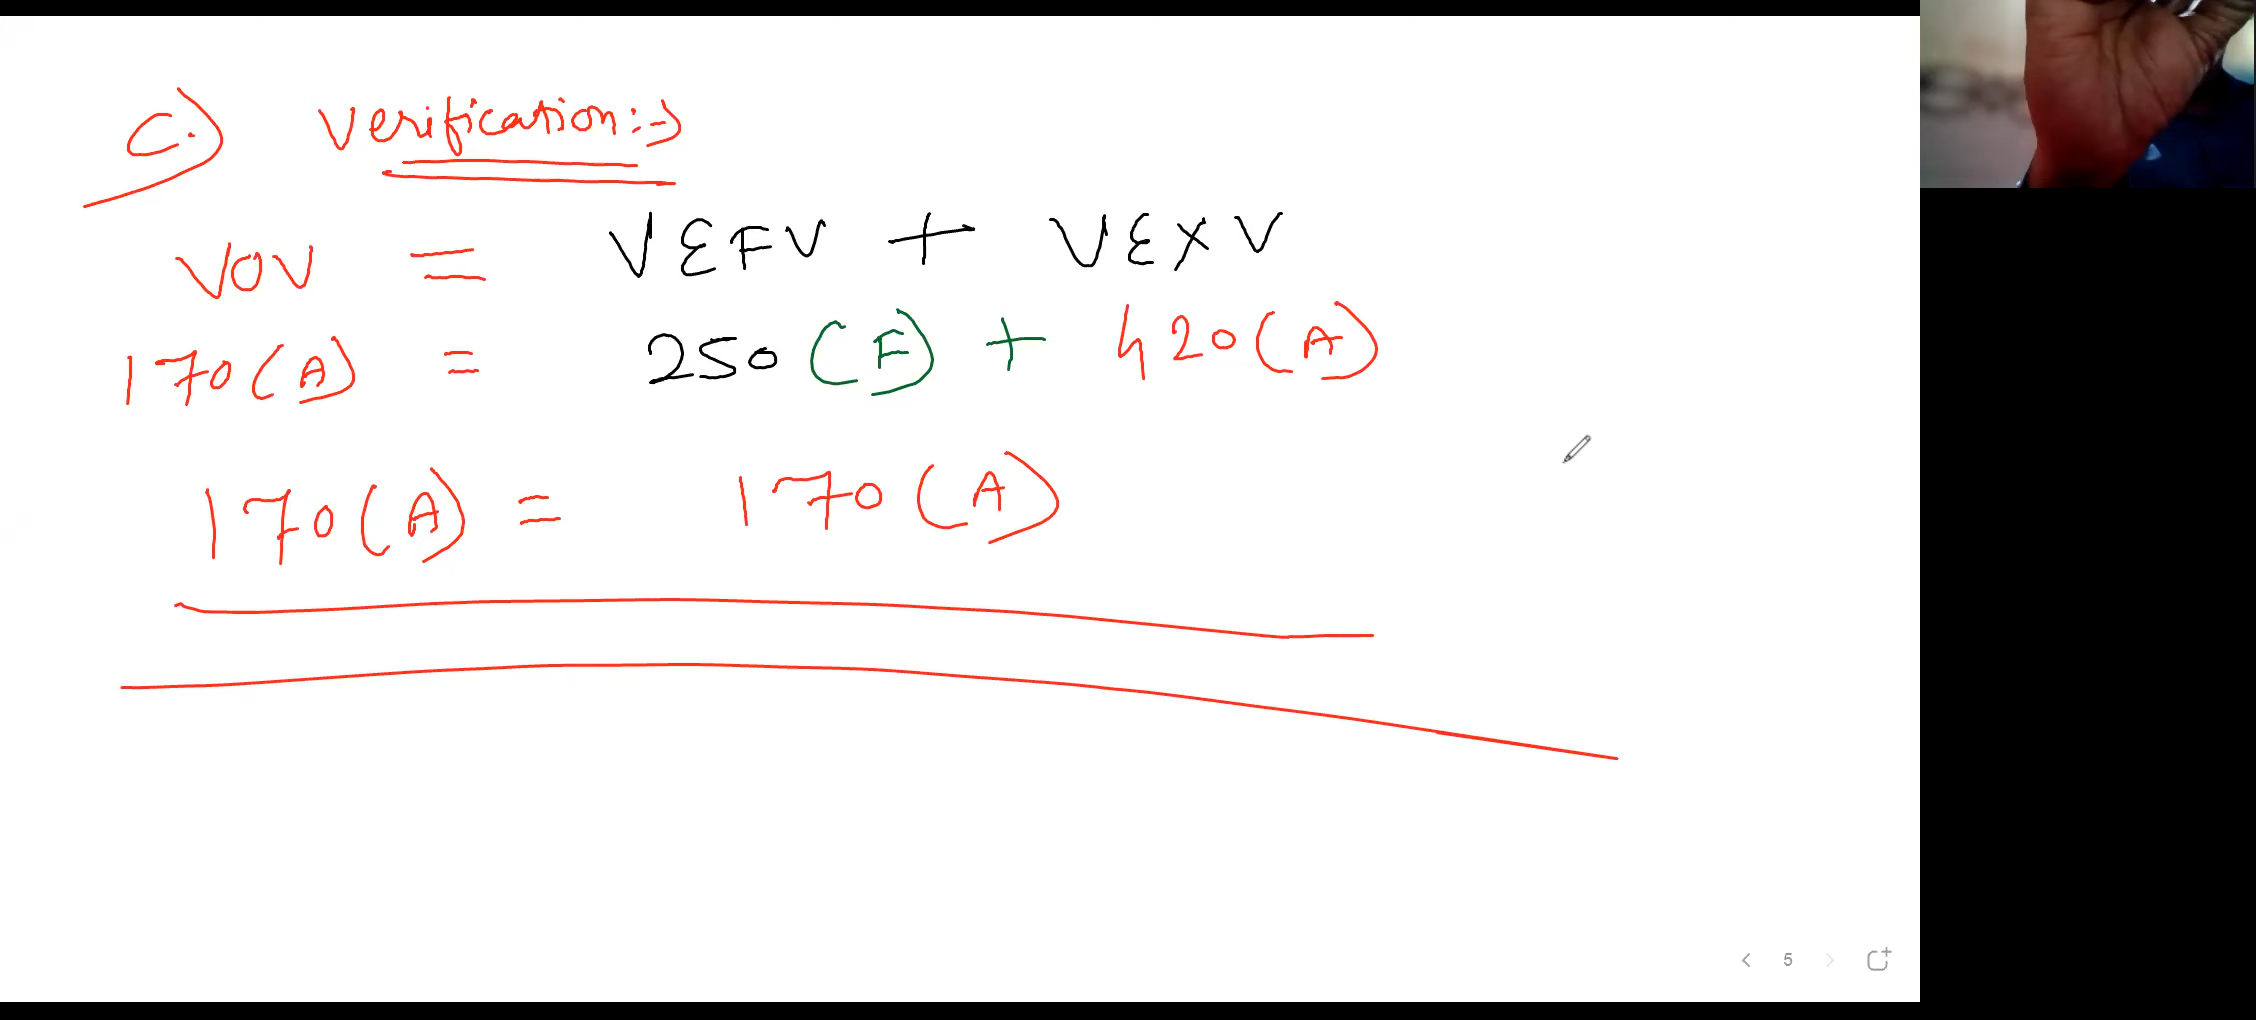 C.) Verification:->
VOV = VEFV + VEXV
170(A) = 250(F) + 420(A)
170(A) = 170(A)
< 5 >